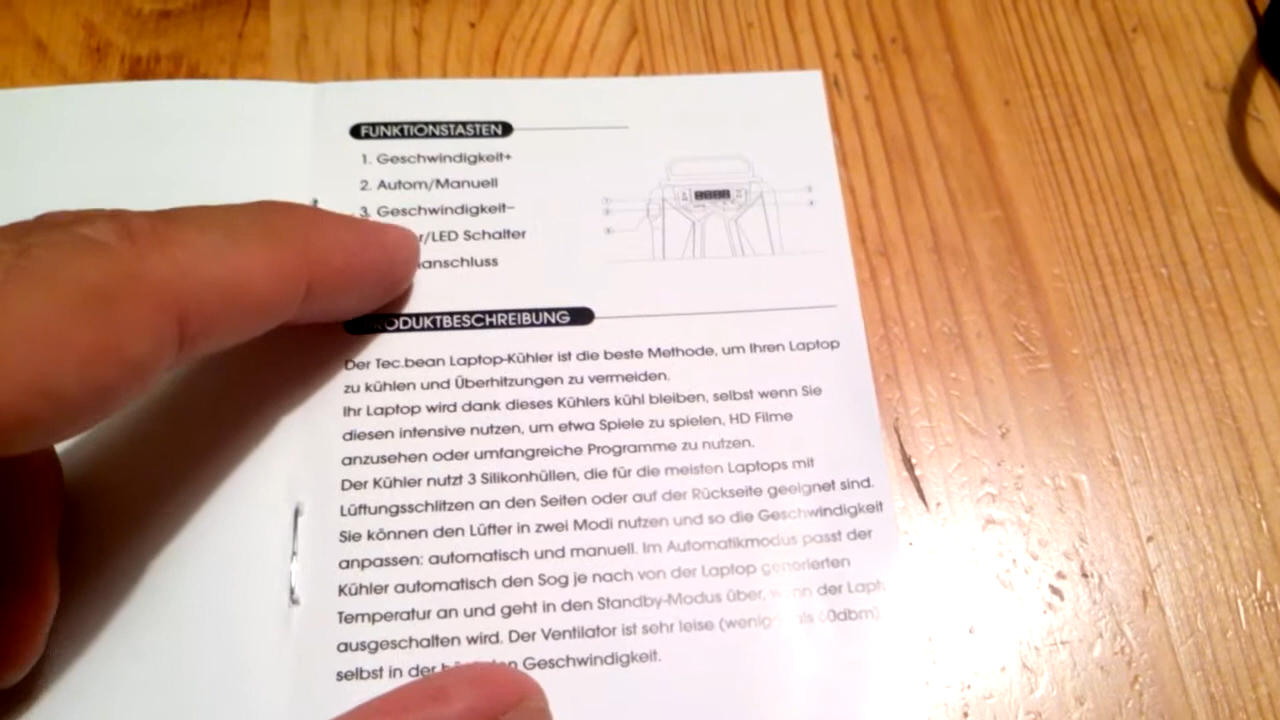 FUNKTIONSTASTEN
1. Geschwindigkeit+
2. Autom/Manuell
3. Geschwindigkeit–
/LED Schalter
anschluss
PRODUKTBESCHREIBUNG
Der Tec.bean Laptop-Kühler ist die beste Methode, um Ihren Laptop
zu kühlen und Überhitzungen zu vermeiden.
Ihr Laptop wird dank dieses Kühlers kühl bleiben, selbst wenn Sie
diesen intensive nutzen, um etwa Spiele zu spielen, HD Filme
anzusehen oder umfangreiche Programme zu nutzen.
Der Kühler nutzt 3 Silikonhüllen, die für die meisten Laptops mit
Lüftungsschlitzen an den Seiten oder auf der Rückseite geeignet sind.
Sie können den Lüfter in zwei Modi nutzen und so die Geschwindigkeit
anpassen: automatisch und manuell. Im Automatikmodus passt der
Kühler automatisch den Sog je nach von der Laptop generierten
Temperatur an und geht in den Standby-Modus über, wenn der
ausgeschalten wird. Der Ventilator ist sehr leise (weniger als 60dbm)
selbst in der Geschwindigkeit.